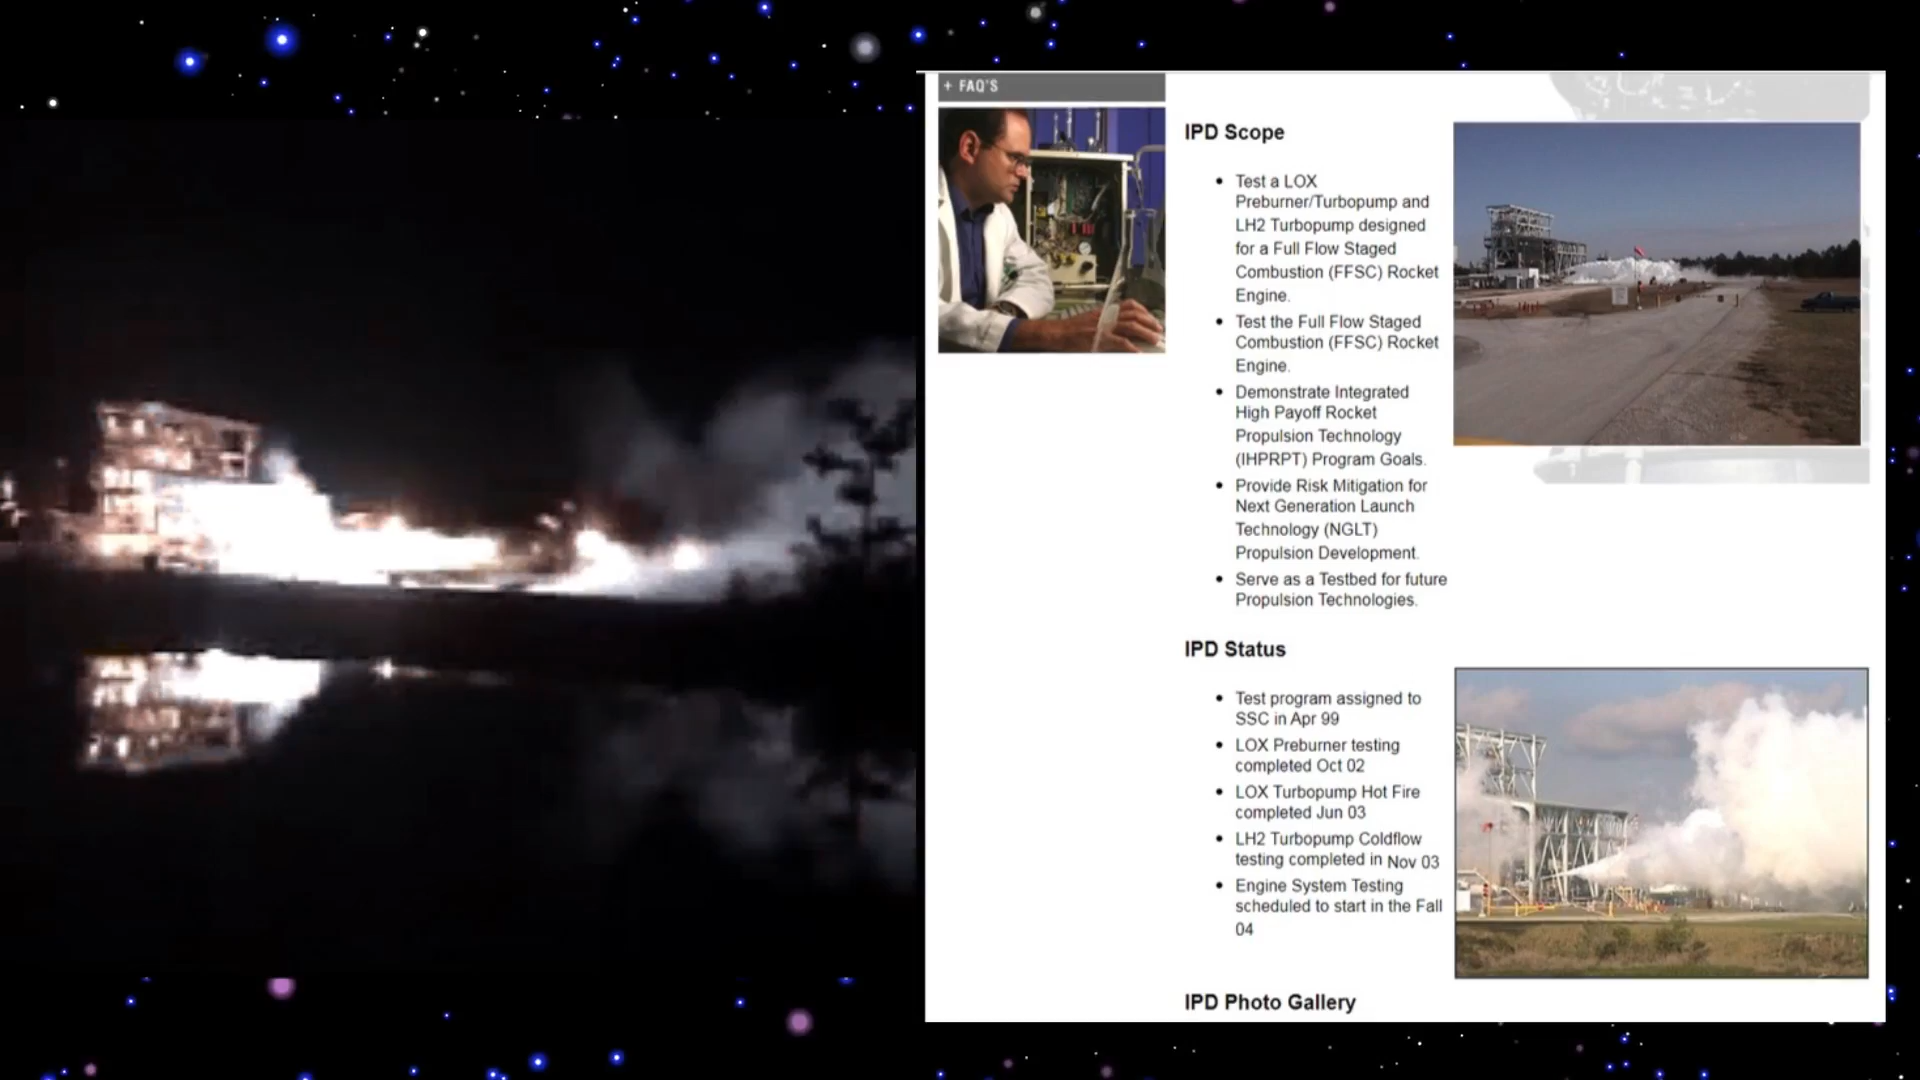 + FAQ'S
IPD Scope
Test a LOX
Preburner/Turbopump and
LH2 Turbopump designed
for a Full Flow Staged
Combustion (FFSC) Rocket
Engine.
Test the Full Flow Staged
Combustion (FFSC) Rocket
Engine.
Demonstrate Integrated
High Payoff Rocket
Propulsion Technology
(IHPRPT) Program Goals.
Provide Risk Mitigation for
Next Generation Launch
Technology (NGLT)
Propulsion Development.
Serve as a Testbed for future
Propulsion Technologies.
IPD Status
Test program assigned to
SSC in Apr 99
LOX Preburner testing
completed Oct 02
LOX Turbopump Hot Fire
completed Jun 03
LH2 Turbopump Coldflow
testing completed in Nov 03
Engine System Testing
scheduled to start in the Fall
04
IPD Photo Gallery